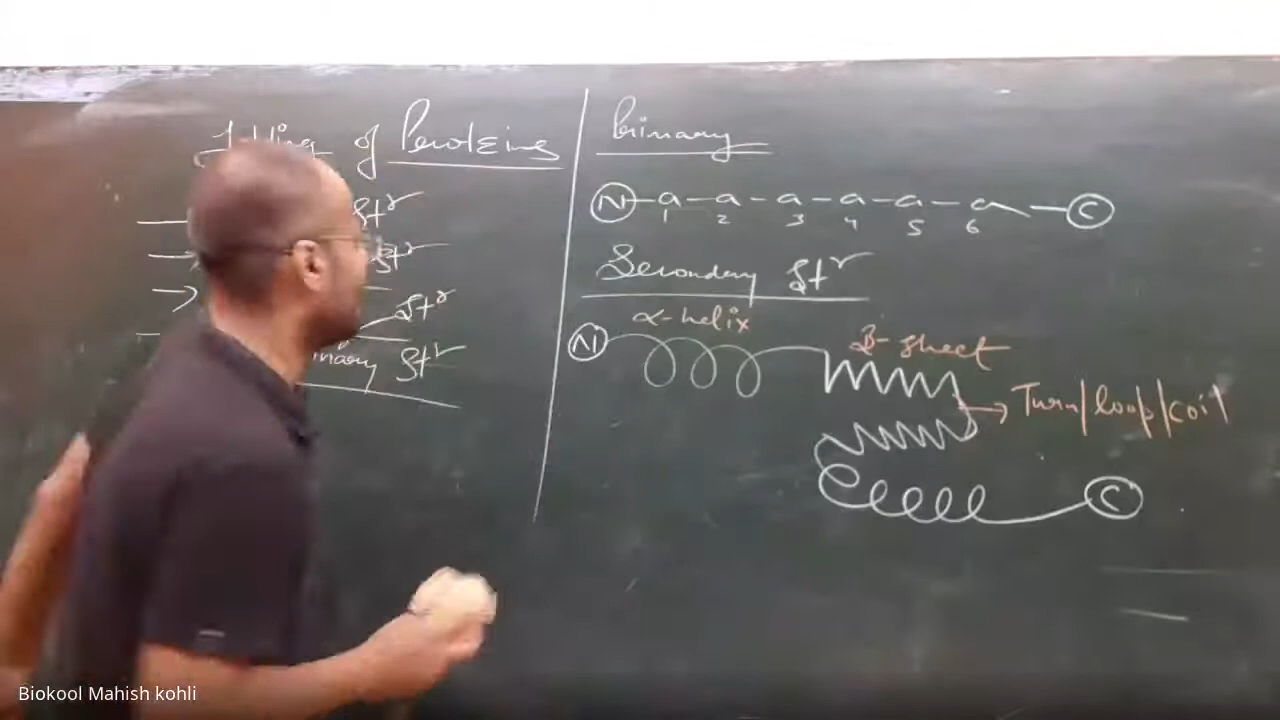 of Proteins
Str
Str
Str
Str
Primary
N - a - a - a - a - a - a - C
1 2 3 4 5 6
Secondary Str
α-helix
β-sheet
N
Turn/loop/coil
C
Biokool Mahish kohli